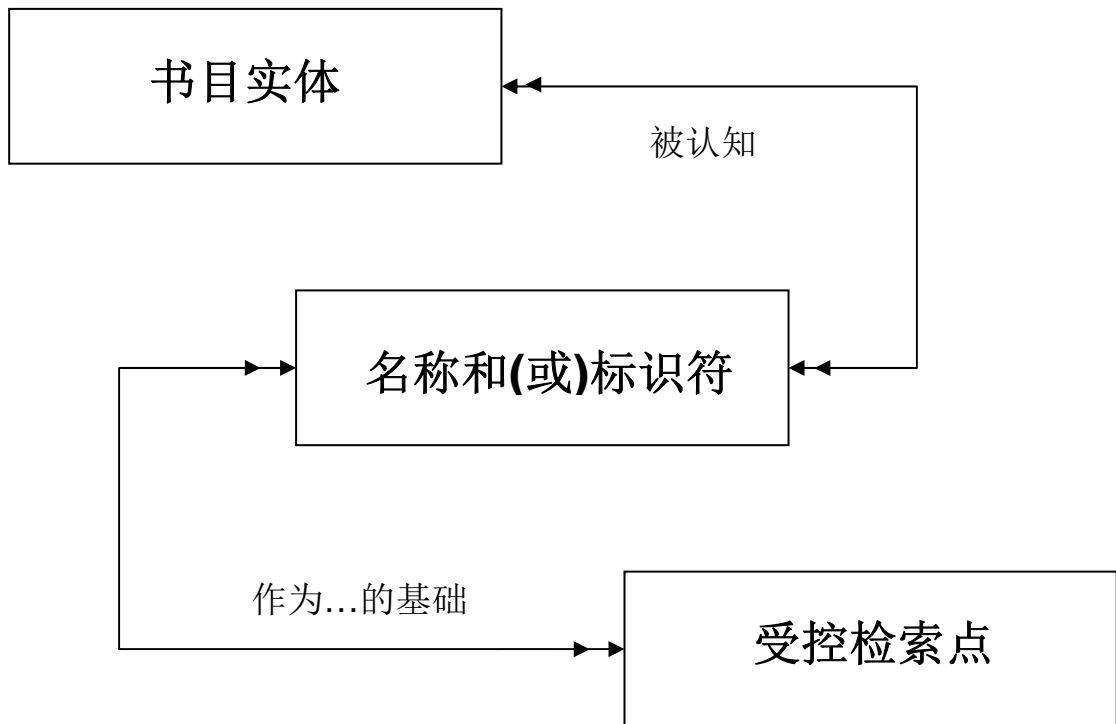 书目实体
被认知
名称和(或)标识符
作为…的基础
受控检索点